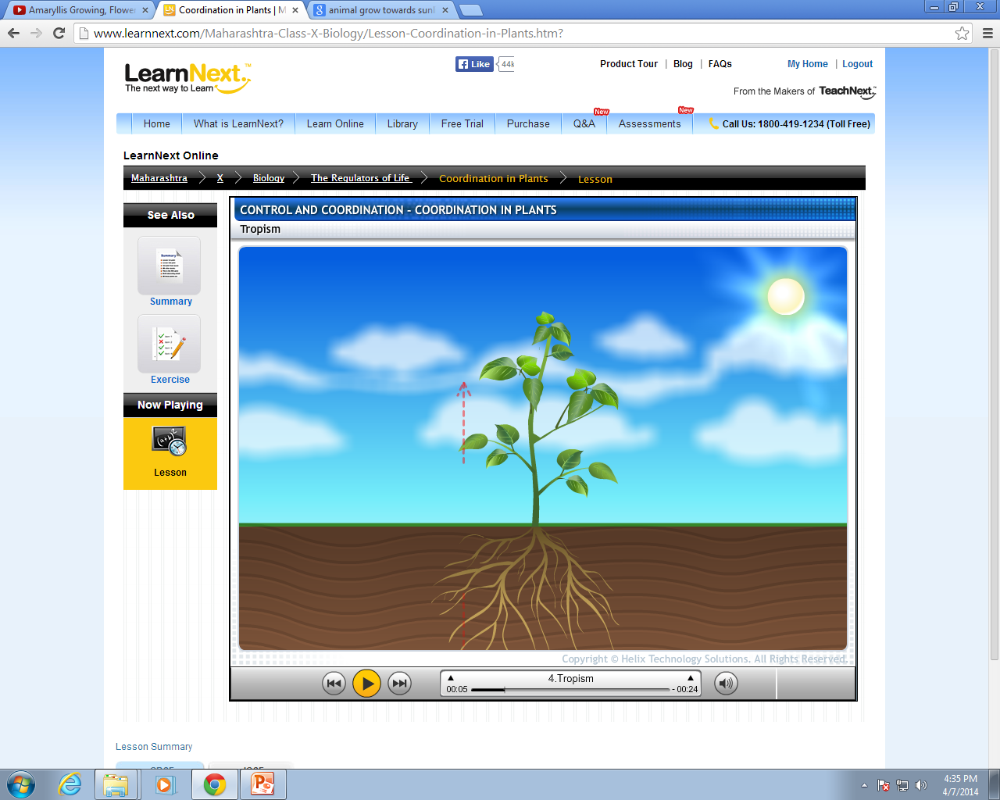 Amaryllis Growing, Flower
Coordination in Plants | M
animal grow towards sunl
www.learnnext.com/Maharashtra-Class-X-Biology/Lesson-Coordination-in-Plants.htm?
LearnNext.™
The next way to Learn
Like 44k
Product Tour | Blog | FAQs
My Home | Logout
From the Makers of TeachNext.
New New
Home What is LearnNext? Learn Online Library Free Trial Purchase Q&A Assessments Call Us: 1800-419-1234 (Toll Free)
LearnNext Online
Maharashtra X Biology The Regulators of Life Coordination in Plants Lesson
See Also
Summary
Summary
Exercise
Now Playing
Lesson
CONTROL AND COORDINATION - COORDINATION IN PLANTS
Tropism
Copyright © Helix Technology Solutions. All Rights Reserved.
4.Tropism
00:05 - 00:24
Lesson Summary
4:35 PM
4/7/2014